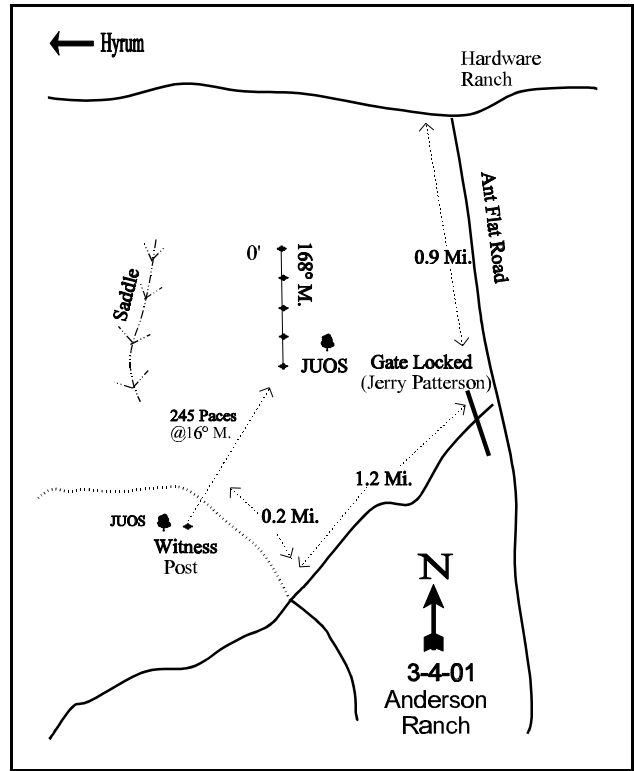 Hyrum
Hardware
Ranch
Ant Flat Road
0.9 Mi.
0'
168° M.
Saddle
JUOS
Gate Locked
(Jerry Patterson)
245 Paces
@16° M.
1.2 Mi.
0.2 Mi.
JUOS
Witness
Post
N
3-4-01
Anderson
Ranch